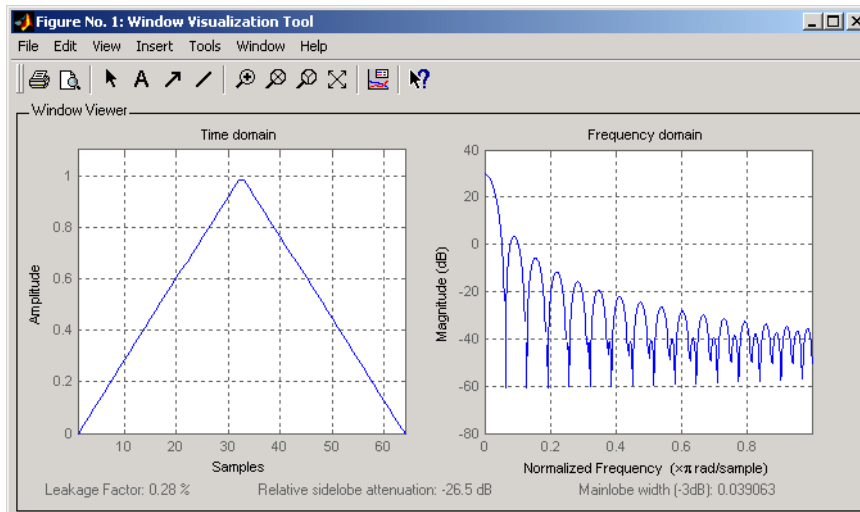 Figure No. 1: Window Visualization Tool
File Edit View Insert Tools Window Help
A
Window Viewer
Time domain
Frequency domain
1
0.8
0.6
0.4
0.2
0
10 20 30 40 50 60
Amplitude
Samples
40
20
0
-20
-40
-60
-80
0 0.2 0.4 0.6 0.8
Magnitude (dB)
Normalized Frequency (×π rad/sample)
Leakage Factor: 0.28 % Relative sidelobe attenuation: -26.5 dB Mainlobe width (-3dB): 0.039063